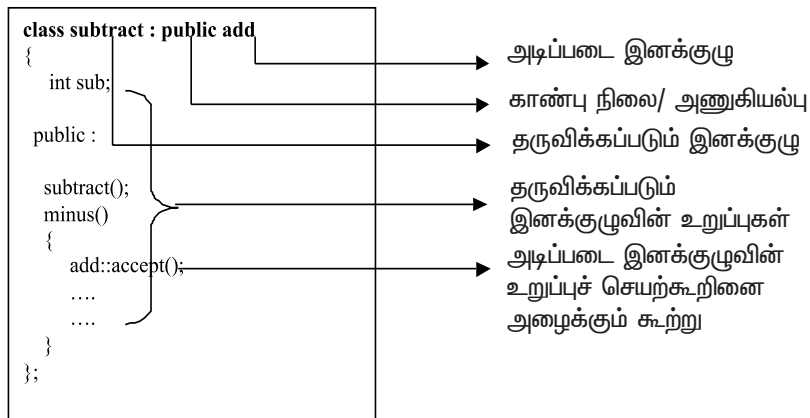 class subtract : public add
{
int sub;
public :
subtract();
minus()
{
add::accept();
....
....
}
};
அடிப்படை இனக்குழு
காண்பு நிலை/ அணுகியல்பு
தருவிக்கப்படும் இனக்குழு
தருவிக்கப்படும்
இனக்குழுவின் உறுப்புகள்
அடிப்படை இனக்குழுவின்
உறுப்புச் செயற்கூறினை
அழைக்கும் கூற்று